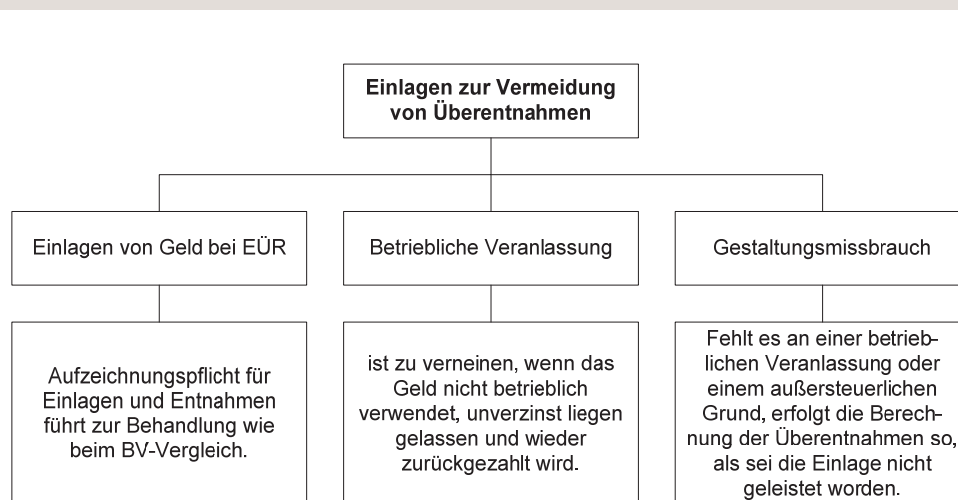 Einlagen zur Vermeidung
von Überentnahmen
Einlagen von Geld bei EÜR
Betriebliche Veranlassung
Gestaltungsmissbrauch
Aufzeichnungspflicht für
Einlagen und Entnahmen
führt zur Behandlung wie
beim BV-Vergleich.
ist zu verneinen, wenn das
Geld nicht betrieblich
verwendet, unverzinst liegen
gelassen und wieder
zurückgezahlt wird.
Fehlt es an einer betrieb-
lichen Veranlassung oder
einem außersteuerlichen
Grund, erfolgt die Berech-
nung der Überentnahmen so,
als sei die Einlage nicht
geleistet worden.